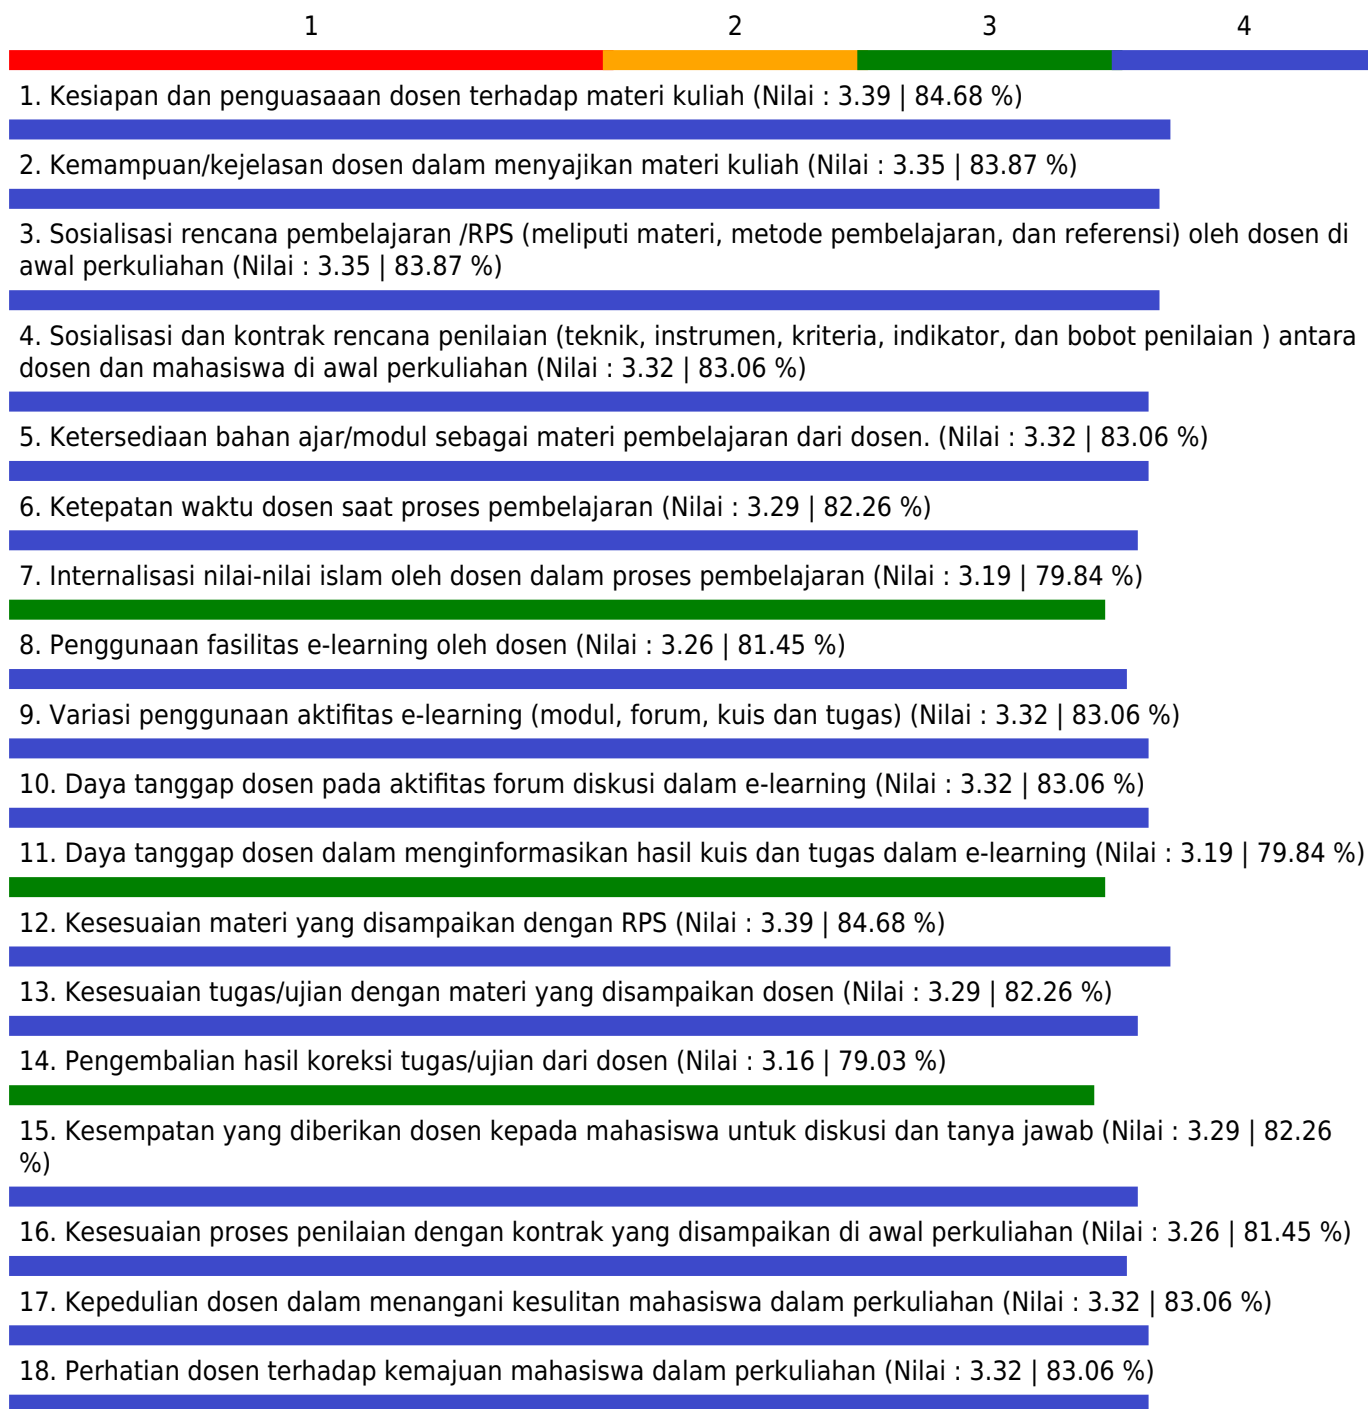 1 2 3 4
1. Kesiapan dan penguasaaan dosen terhadap materi kuliah (Nilai : 3.39 | 84.68 %)
2. Kemampuan/kejelasan dosen dalam menyajikan materi kuliah (Nilai : 3.35 | 83.87 %)
3. Sosialisasi rencana pembelajaran /RPS (meliputi materi, metode pembelajaran, dan referensi) oleh dosen di
awal perkuliahan (Nilai : 3.35 | 83.87 %)
4. Sosialisasi dan kontrak rencana penilaian (teknik, instrumen, kriteria, indikator, dan bobot penilaian ) antara
dosen dan mahasiswa di awal perkuliahan (Nilai : 3.32 | 83.06 %)
5. Ketersediaan bahan ajar/modul sebagai materi pembelajaran dari dosen. (Nilai : 3.32 | 83.06 %)
6. Ketepatan waktu dosen saat proses pembelajaran (Nilai : 3.29 | 82.26 %)
7. Internalisasi nilai-nilai islam oleh dosen dalam proses pembelajaran (Nilai : 3.19 | 79.84 %)
8. Penggunaan fasilitas e-learning oleh dosen (Nilai : 3.26 | 81.45 %)
9. Variasi penggunaan aktifitas e-learning (modul, forum, kuis dan tugas) (Nilai : 3.32 | 83.06 %)
10. Daya tanggap dosen pada aktifitas forum diskusi dalam e-learning (Nilai : 3.32 | 83.06 %)
11. Daya tanggap dosen dalam menginformasikan hasil kuis dan tugas dalam e-learning (Nilai : 3.19 | 79.84 %)
12. Kesesuaian materi yang disampaikan dengan RPS (Nilai : 3.39 | 84.68 %)
13. Kesesuaian tugas/ujian dengan materi yang disampaikan dosen (Nilai : 3.29 | 82.26 %)
14. Pengembalian hasil koreksi tugas/ujian dari dosen (Nilai : 3.16 | 79.03 %)
15. Kesempatan yang diberikan dosen kepada mahasiswa untuk diskusi dan tanya jawab (Nilai : 3.29 | 82.26
%)
16. Kesesuaian proses penilaian dengan kontrak yang disampaikan di awal perkuliahan (Nilai : 3.26 | 81.45 %)
17. Kepedulian dosen dalam menangani kesulitan mahasiswa dalam perkuliahan (Nilai : 3.32 | 83.06 %)
18. Perhatian dosen terhadap kemajuan mahasiswa dalam perkuliahan (Nilai : 3.32 | 83.06 %)